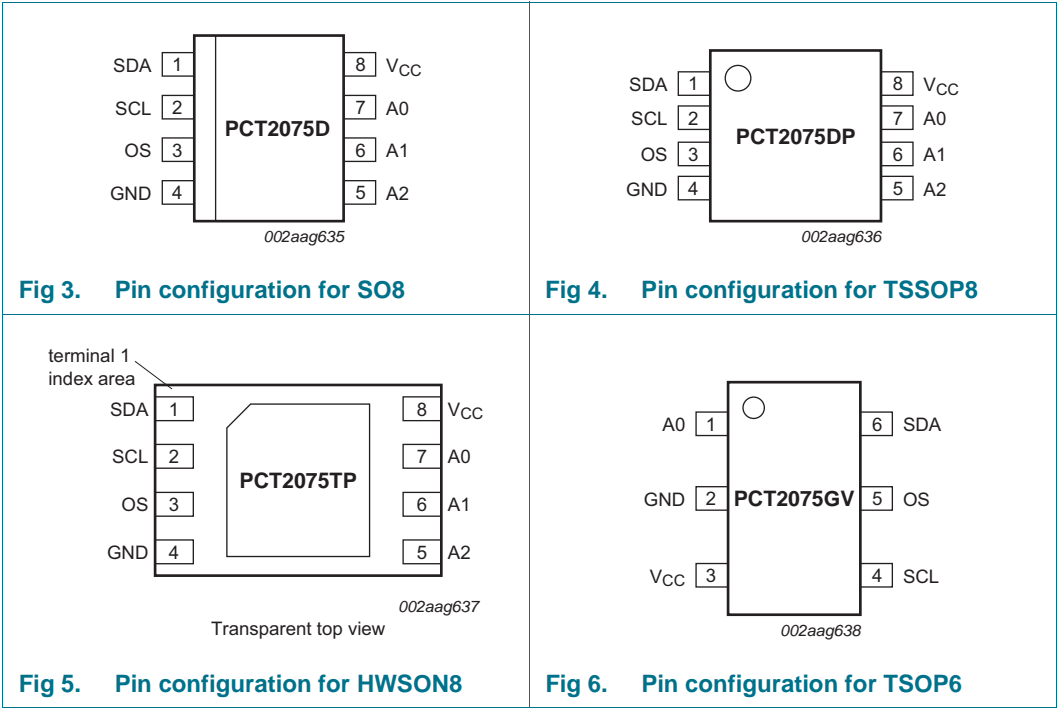 SDA 1
SCL 2
OS 3
GND 4
PCT2075D
8 VCC
7 A0
6 A1
5 A2
002aag635
Fig 3. Pin configuration for SO8
SDA 1
SCL 2
OS 3
GND 4
PCT2075DP
8 VCC
7 A0
6 A1
5 A2
002aag636
Fig 4. Pin configuration for TSSOP8
terminal 1
index area
SDA 1
SCL 2
OS 3
GND 4
PCT2075TP
8 VCC
7 A0
6 A1
5 A2
002aag637
Transparent top view
Fig 5. Pin configuration for HWSON8
A0 1
GND 2
VCC 3
PCT2075GV
6 SDA
5 OS
4 SCL
002aag638
Fig 6. Pin configuration for TSOP6